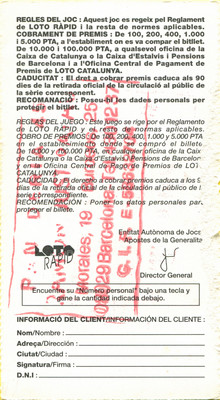 REGLES DEL JOC: Aquest joc es regeix pel Reglament
de LOTO RÀPID i la resta de normes aplicables.
COBRAMENT DE PREMIS: De 100, 200, 400, 1.000
i 5.000 PTA, a l'establiment on es va compar el bitllet.
De 10.000 i 100.000 PTA, a qualsevol oficina de la
Caixa de Catalunya o la Caixa d'Estalvis i Pensions
de Barcelona i a l'Oficina Central de Pagament de
Premis de LOTO CATALUNYA.
CADUCITAT: El dret a cobrar premis caduca als 90
dies de la retirada oficial de la circulació al públic de
la sèrie corresponent.
RECOMANACIÓ: Poseu-hi les dades personals per
protegir el bitllet.
REGLAS DEL JUEGO: Este juego se rige por el Reglamento
de LOTO RÁPID y el resto de normas aplicables.
COBRO DE PREMIOS: De 100, 200, 400, 1.000 y 5.000 PTA
en el establecimiento donde se compró el billete.
De 10.000 y 100.000 PTA, en cualquier oficina de la Caixa
de Catalunya o la Caixa d'Estalvis i Pensions de Barcelona
y en la Oficina Central de Pago de Premios de LOTO
CATALUNYA.
CADUCIDAD: El derecho a cobrar premios caduca a los 90
días de la retirada oficial de la circulación al público de la
serie correspondiente.
RECOMENDACIÓN: Poner los datos personales para
proteger el billete.
Entitat Autònoma de Jocs
Apostes de la Generalitat
LOTO
RÀPID
Director General
Encuentre su "Número personal" bajo una tecla y
gane la cantidad indicada debajo.
INFORMACIÓ DEL CLIENT/INFORMACIÓN DEL CLIENTE:
Nom/Nombre:
Adreça/Dirección:
Ciutat/Ciudad:
Signatura/Firma:
D.N.I: